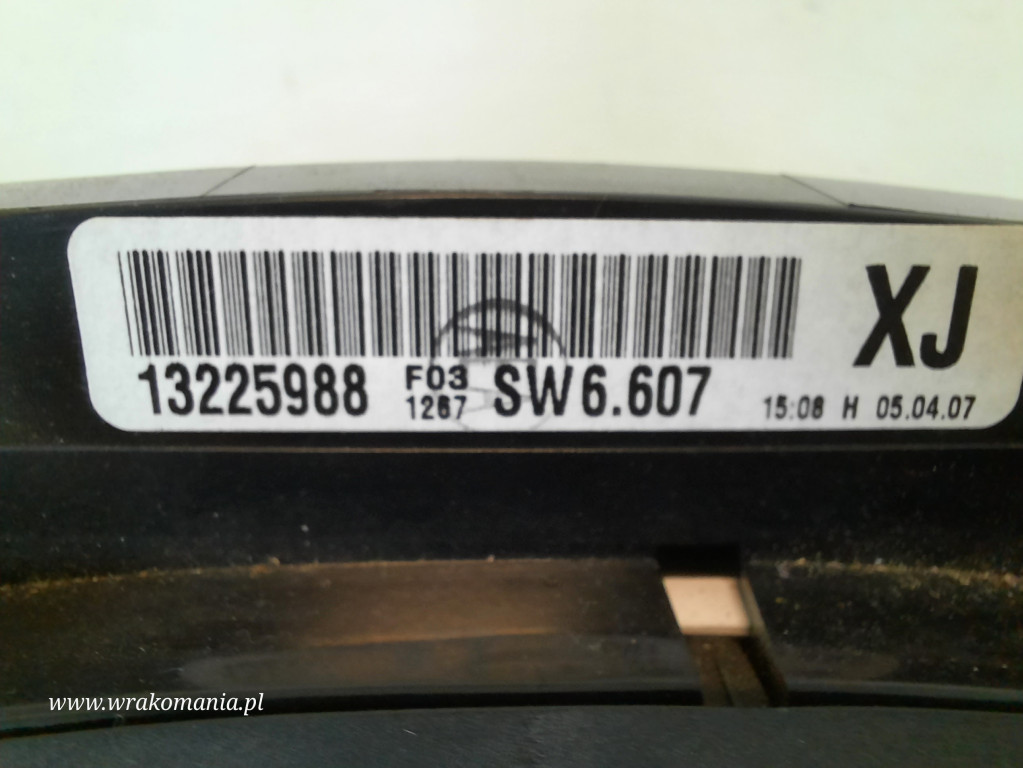 XJ
13225988 F03 SW6.607
1267 15:08 H 05.04.07
www.wrakomania.pl